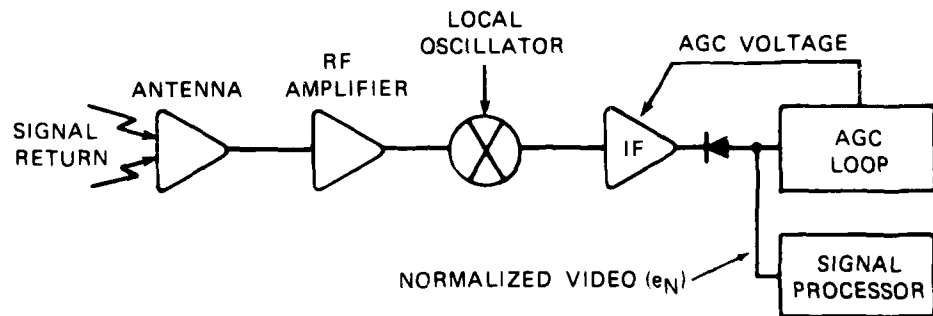 LOCAL
OSCILLATOR
AGC VOLTAGE
RF
AMPLIFIER
ANTENNA
SIGNAL
RETURN
IF
AGC
LOOP
NORMALIZED VIDEO (eN)
SIGNAL
PROCESSOR